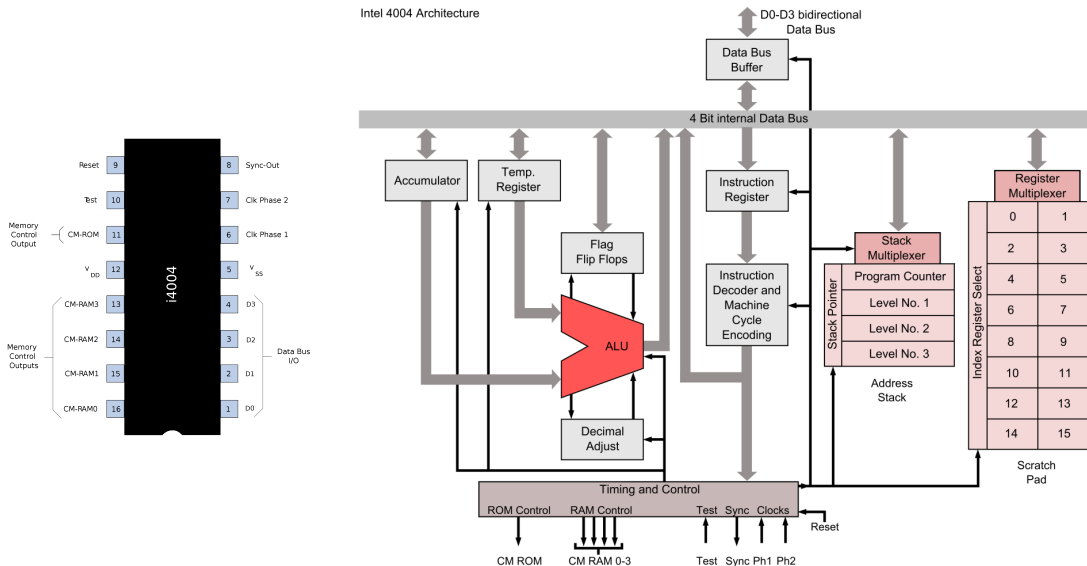 Intel 4004 Architecture
D0-D3 bidirectional
Data Bus
Data Bus
Buffer
4 Bit internal Data Bus
Reset 9
8 Sync-Out
Test 10
7 Clk Phase 2
Memory
Control
Output
CM-ROM 11
6 Clk Phase 1
VDD 12
5 VSS
i4004
CM-RAM3 13
4 D3
CM-RAM2 14
3 D2
Memory
Control
Outputs
Data Bus
I/O
CM-RAM1 15
2 D1
CM-RAM0 16
1 D0
Accumulator
Temp.
Register
Flag
Flip Flops
ALU
Decimal
Adjust
Instruction
Register
Instruction
Decoder and
Machine
Cycle
Encoding
Stack
Multiplexer
Stack Pointer
Program Counter
Level No. 1
Level No. 2
Level No. 3
Address
Stack
Register
Multiplexer
Index Register Select
0 1
2 3
4 5
6 7
8 9
10 11
12 13
14 15
Scratch
Pad
Timing and Control
ROM Control RAM Control Test Sync Clocks
Reset
CM ROM CM RAM 0-3 Test Sync Ph1 Ph2